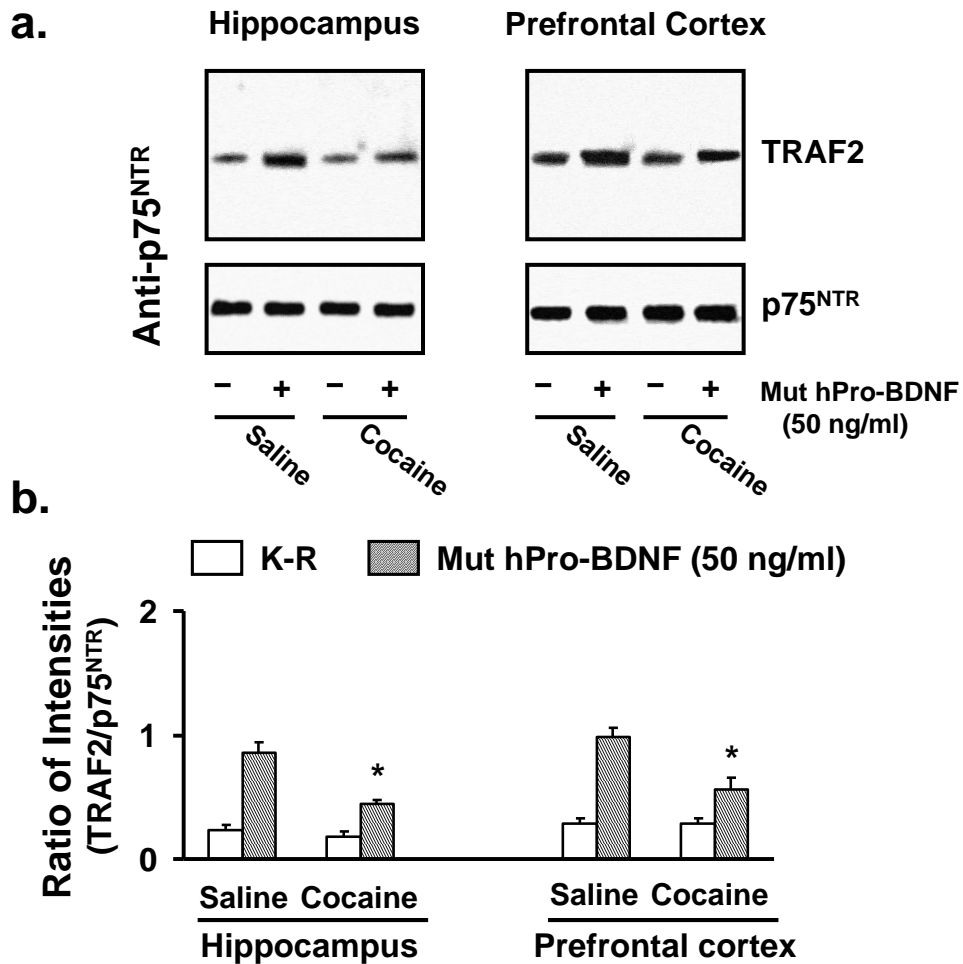 a.
Hippocampus
Prefrontal Cortex
Anti-p75NTR
TRAF2
p75NTR
− + − +
− + − +
Mut hPro-BDNF
(50 ng/ml)
Saline
Cocaine
Saline
Cocaine
b.
K-R
Mut hPro-BDNF (50 ng/ml)
Ratio of Intensities
(TRAF2/p75NTR)
2
1
0
*
*
Saline Cocaine
Saline Cocaine
Hippocampus
Prefrontal cortex